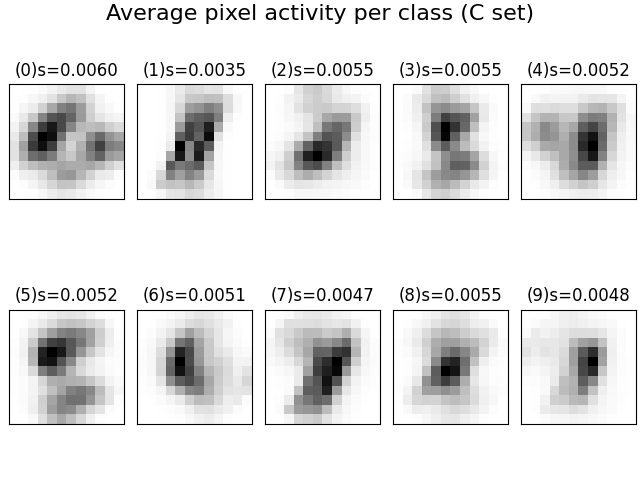 Average pixel activity per class (C set)
(0)s=0.0060 (1)s=0.0035 (2)s=0.0055 (3)s=0.0055 (4)s=0.0052
(5)s=0.0052 (6)s=0.0051 (7)s=0.0047 (8)s=0.0055 (9)s=0.0048